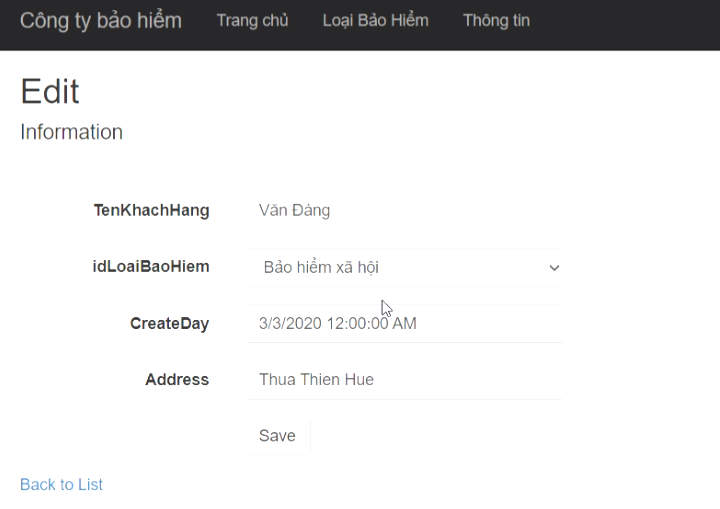 Công ty bảo hiểm Trang chủ Loại Bảo Hiểm Thông tin
Edit
Information
TenKhachHang Văn Đáng
idLoaiBaoHiem Bảo hiểm xã hội
CreateDay 3/3/2020 12:00:00 AM
Address Thua Thien Hue
Save
Back to List